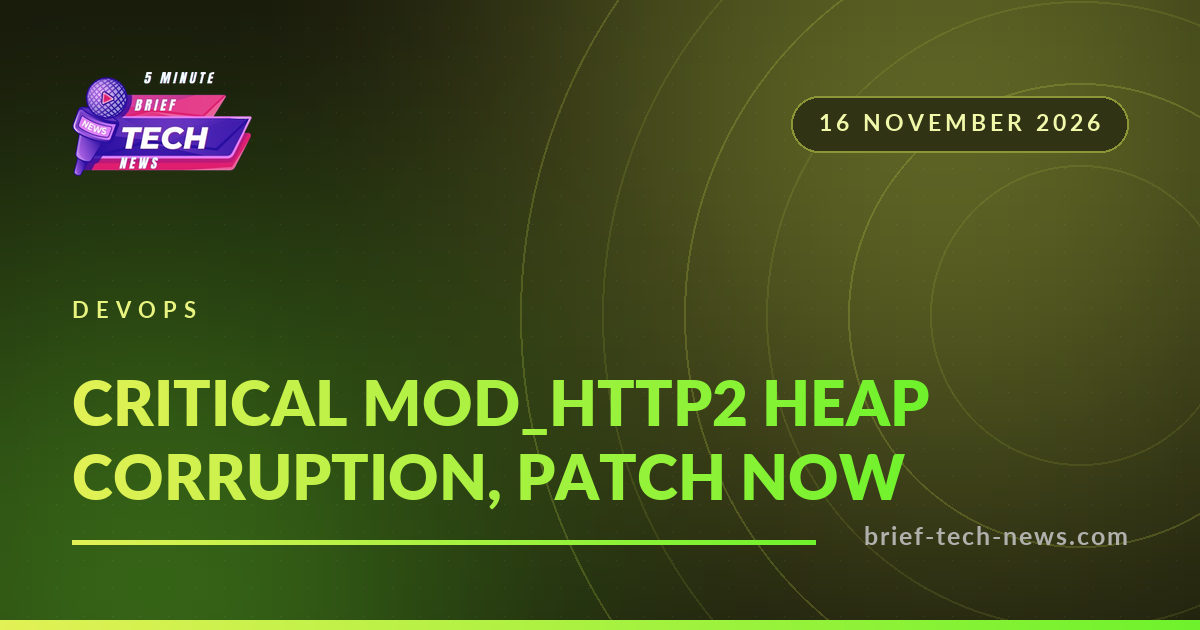 5 MINUTE
BRIEF
NEWS
TECH
NEWS
16 NOVEMBER 2026
DEVOPS
CRITICAL MOD_HTTP2 HEAP
CORRUPTION, PATCH NOW
brief-tech-news.com